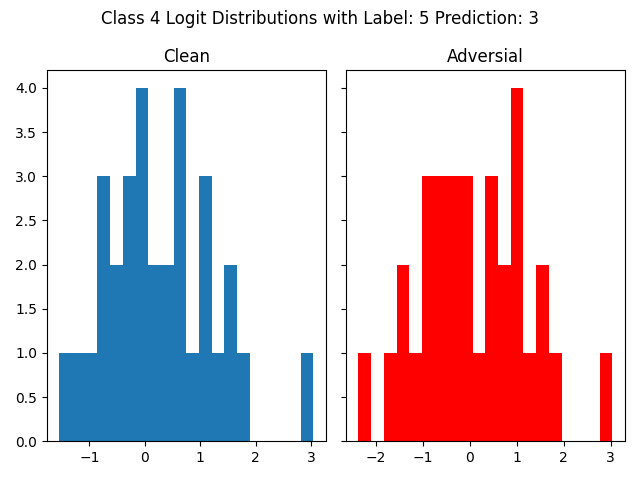 Class 4 Logit Distributions with Label: 5 Prediction: 3
Clean
Adversial
4.0
3.5
3.0
2.5
2.0
1.5
1.0
0.5
0.0
−1 0 1 2 3
−2 −1 0 1 2 3